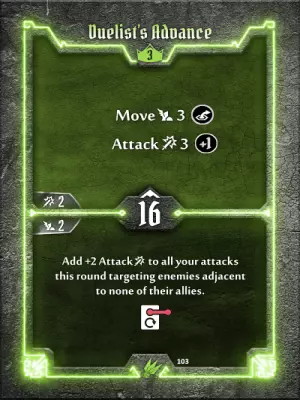 Duelist's Advance
3
Move 3
Attack 3 +1
2
2
16
Add +2 Attack to all your attacks
this round targeting enemies adjacent
to none of their allies.
103